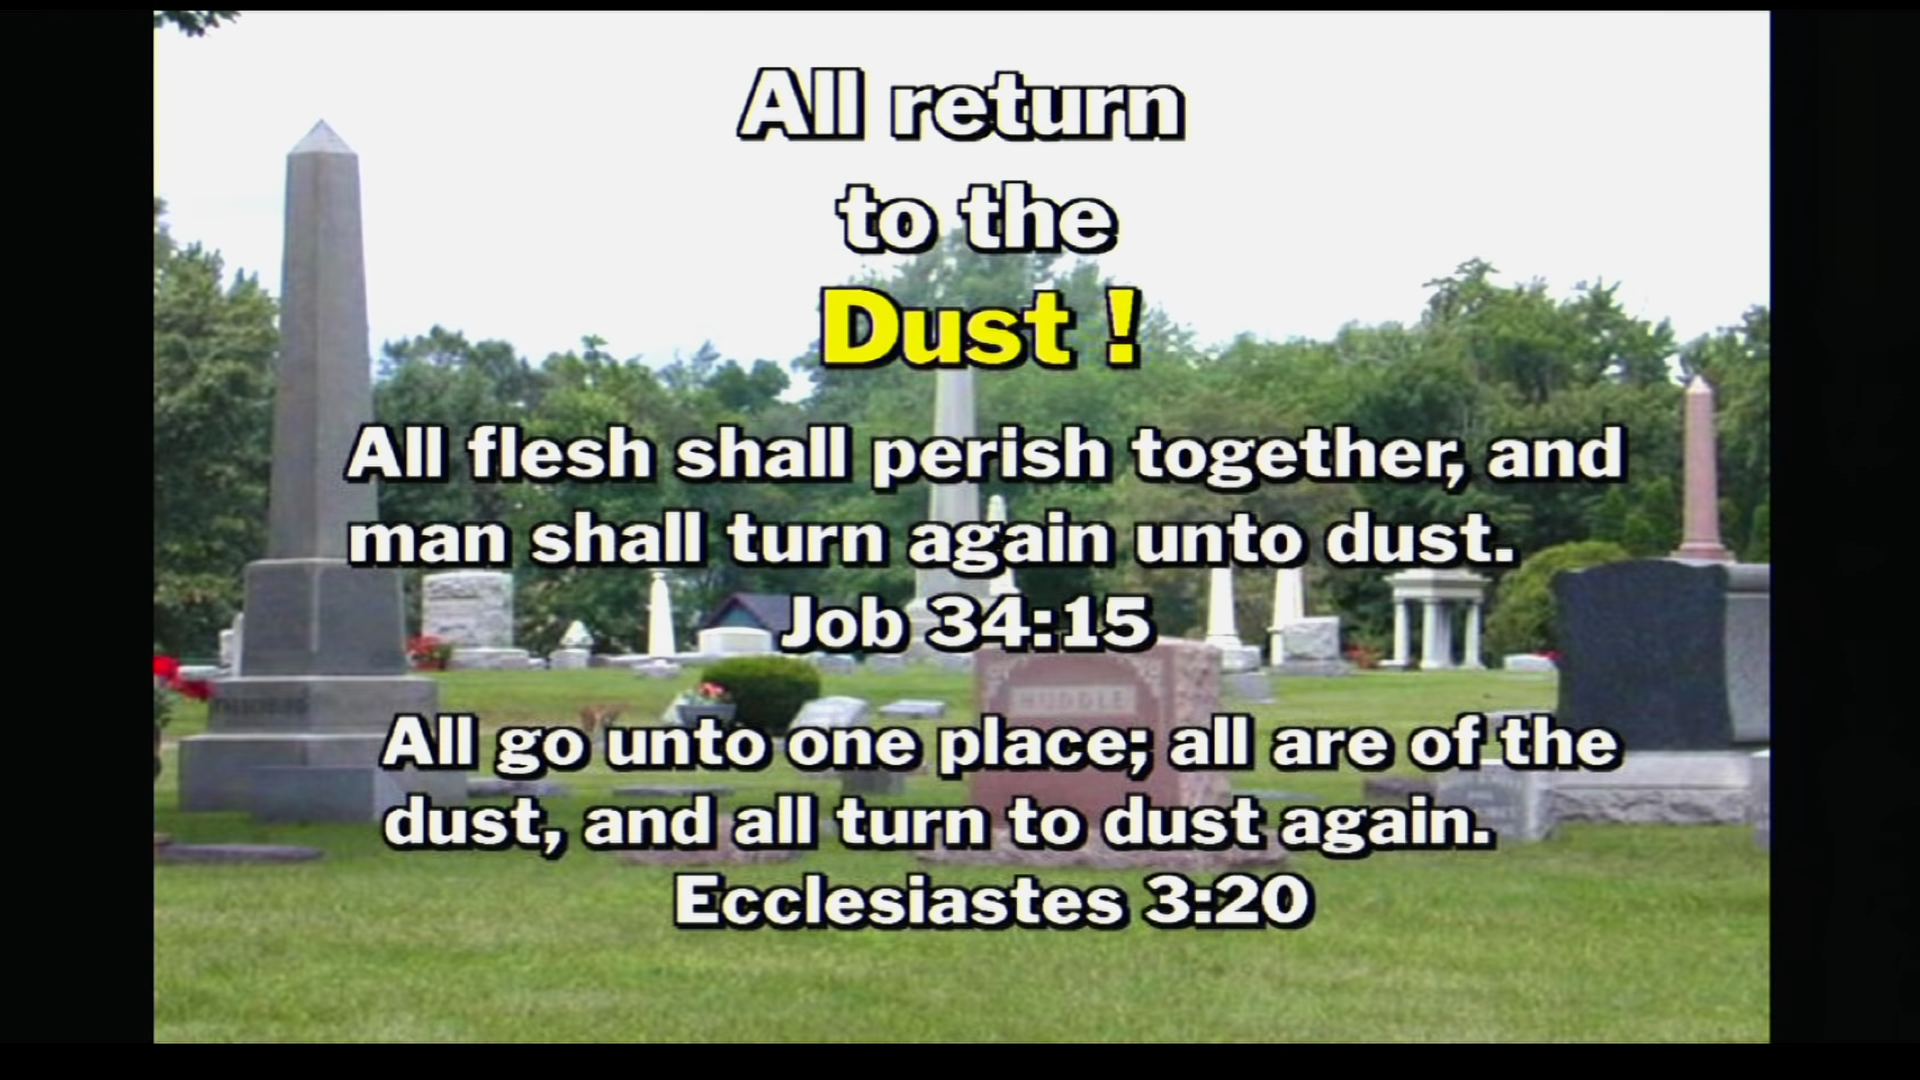 All return
to the
Dust !
All flesh shall perish together, and
man shall turn again unto dust.
Job 34:15
HUDDLE
All go unto one place; all are of the
dust, and all turn to dust again.
Ecclesiastes 3:20